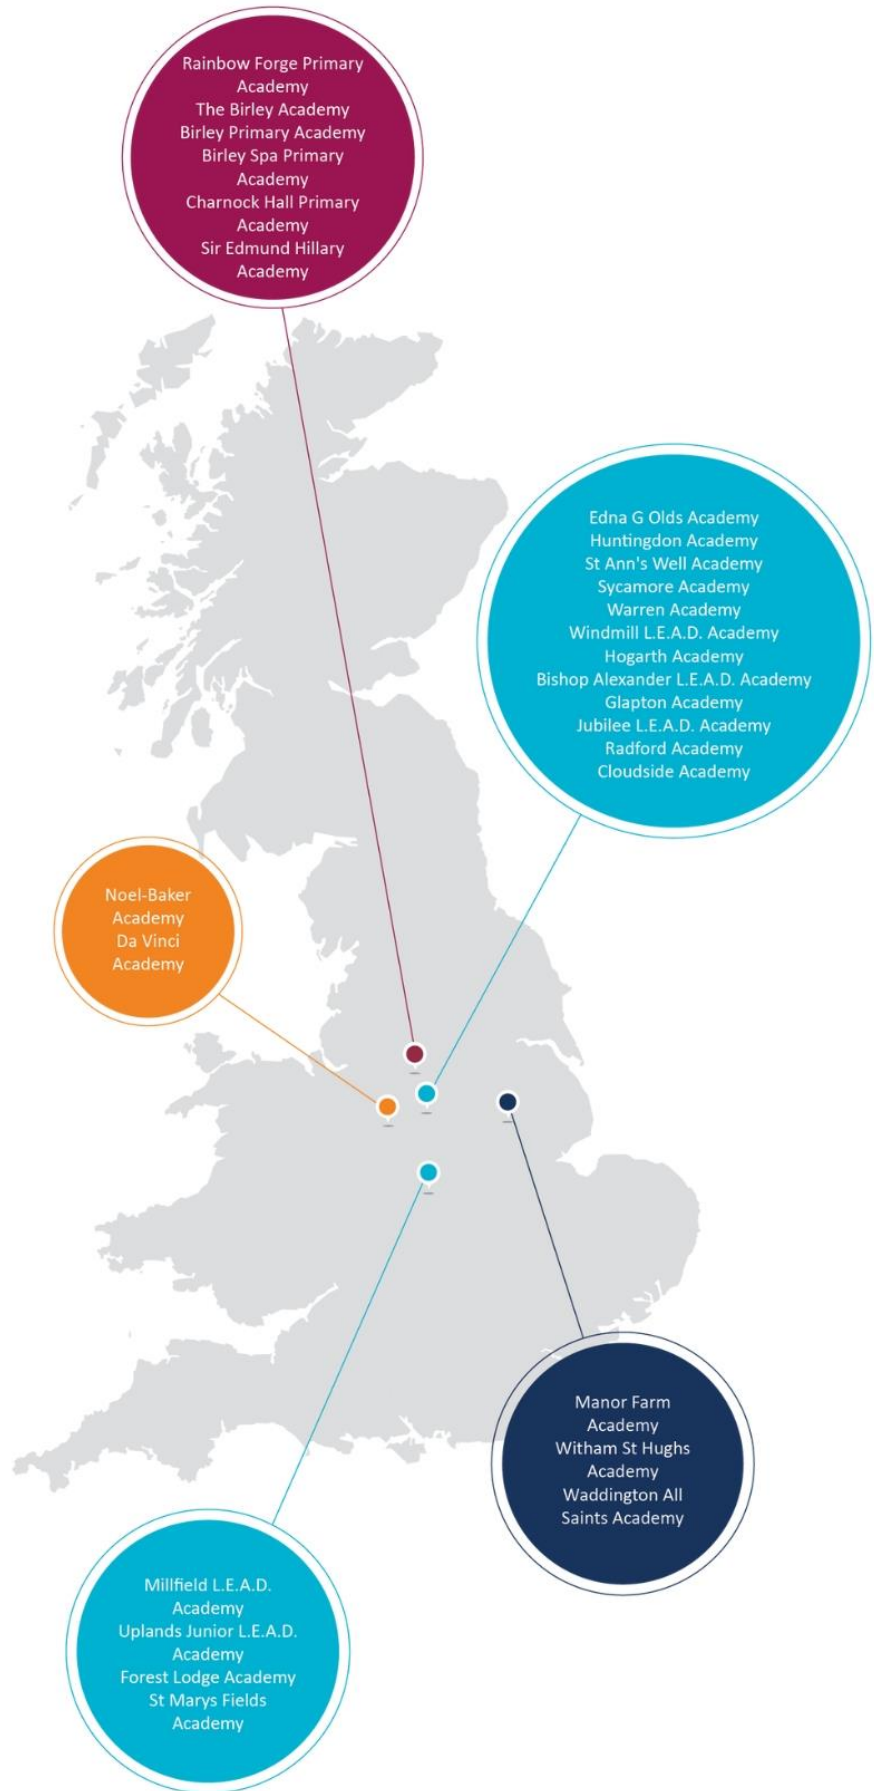 Rainbow Forge Primary
Academy
The Birley Academy
Birley Primary Academy
Birley Spa Primary
Academy
Charnock Hall Primary
Academy
Sir Edmund Hillary
Academy
Edna G Olds Academy
Huntingdon Academy
St Ann's Well Academy
Sycamore Academy
Warren Academy
Windmill L.E.A.D. Academy
Hogarth Academy
Bishop Alexander L.E.A.D. Academy
Glapton Academy
Jubilee L.E.A.D. Academy
Radford Academy
Cloudside Academy
Noel-Baker
Academy
Da Vinci
Academy
Manor Farm
Academy
Witham St Hughs
Academy
Waddington All
Saints Academy
Millfield L.E.A.D.
Academy
Uplands Junior L.E.A.D.
Academy
Forest Lodge Academy
St Marys Fields
Academy